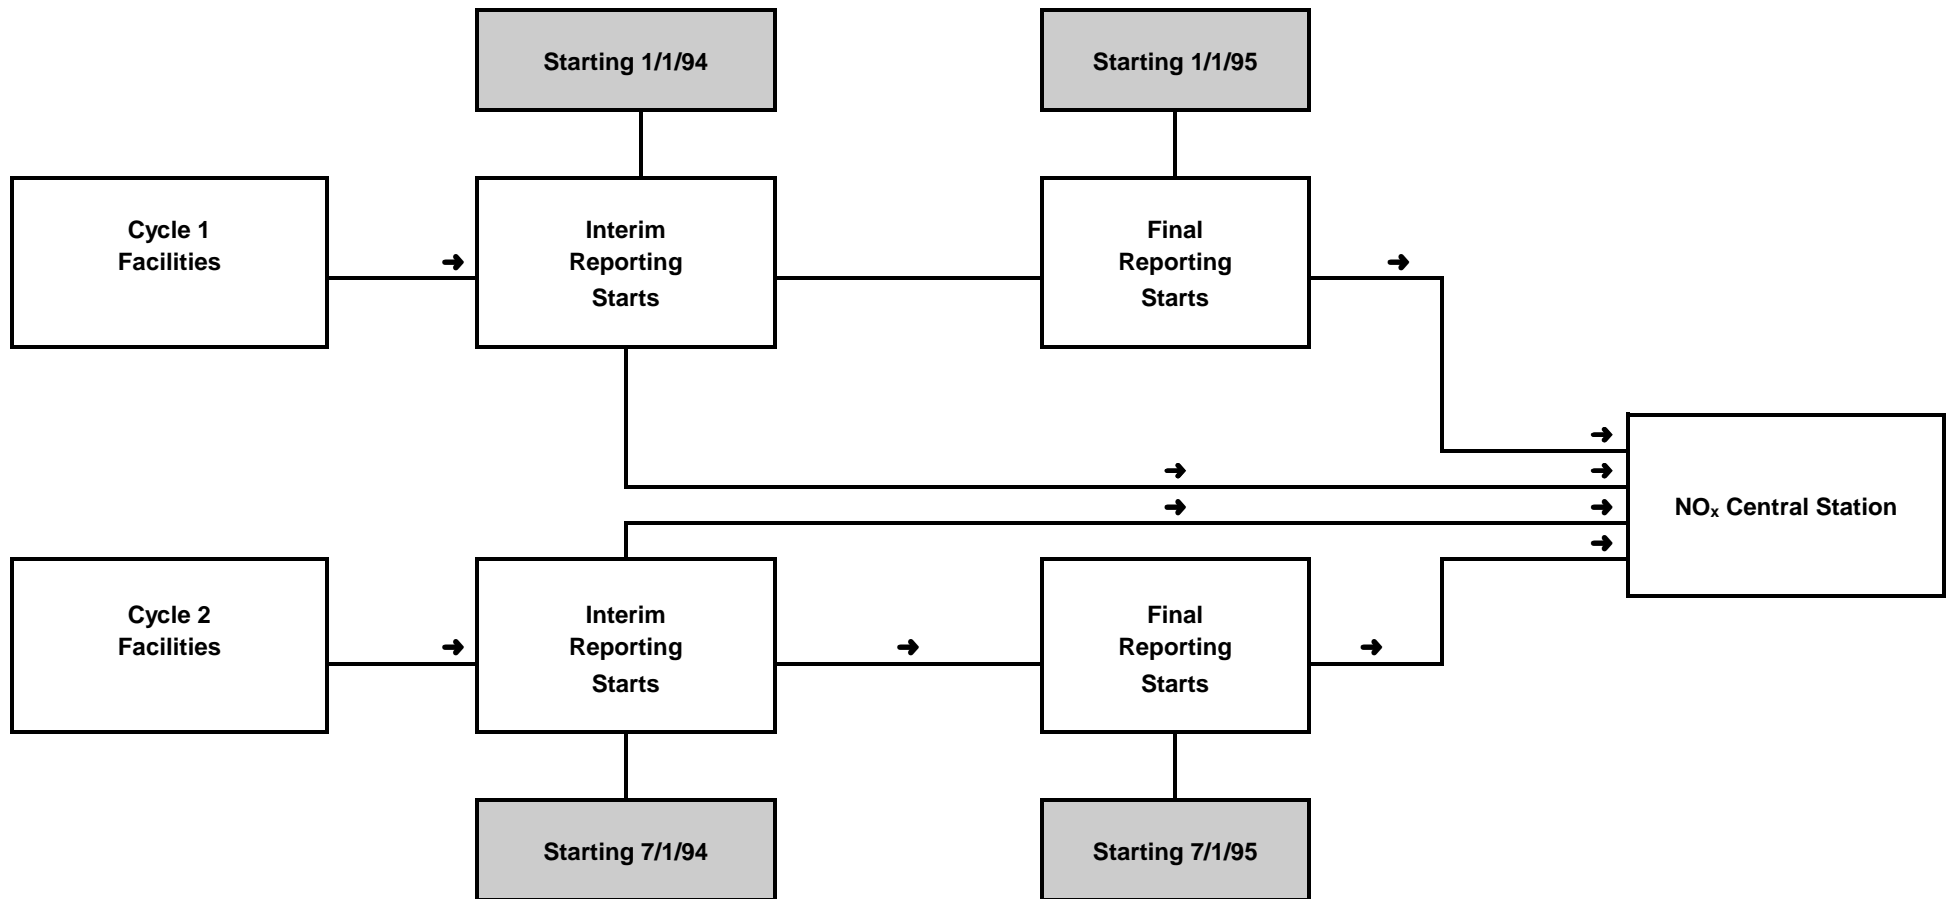 Starting 1/1/94
Starting 1/1/95
Cycle 1
Facilities
Interim
Reporting
Starts
Final
Reporting
Starts
NOₓ Central Station
Cycle 2
Facilities
Interim
Reporting
Starts
Final
Reporting
Starts
Starting 7/1/94
Starting 7/1/95